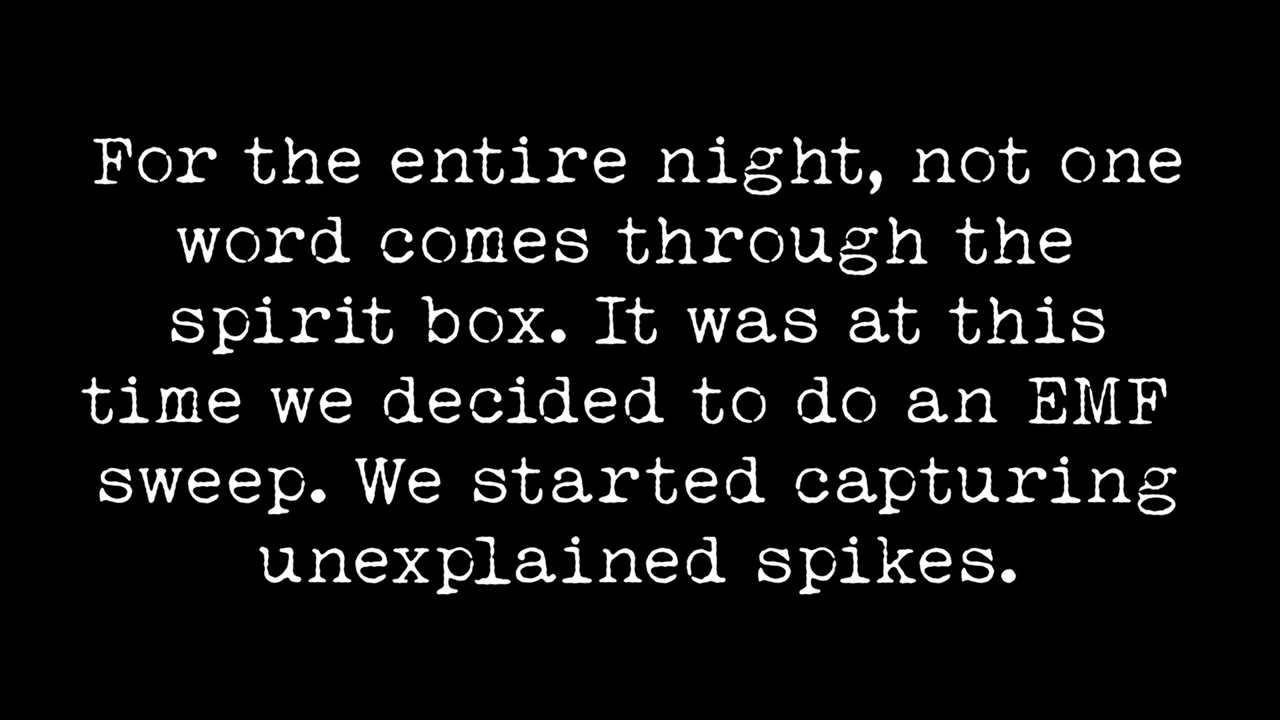 For the entire night, not one
word comes through the
spirit box. It was at this
time we decided to do an EMF
sweep. We started capturing
unexplained spikes.